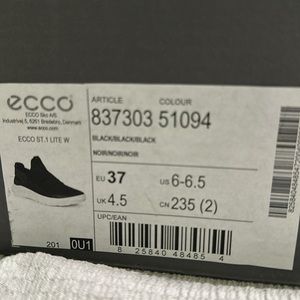 ecco
ARTICLE COLOUR
837303 51094
ECCO Sko A/S
Industrivej 5, 6261 Bredebro, Denmark
www.ecco.com
BLACK/BLACK/BLACK
NOIR/NOIR/NOIR
ECCO ST.1 LITE W
EU 37 US 6-6.5
UK 4.5 CN 235 (2)
UPC/EAN
8 25840 48485 4
201 0U1